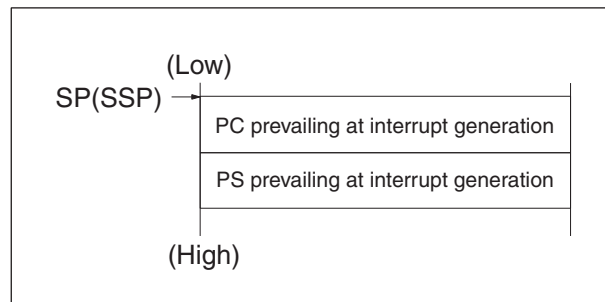 (Low)
SP(SSP)
PC prevailing at interrupt generation
PS prevailing at interrupt generation
(High)